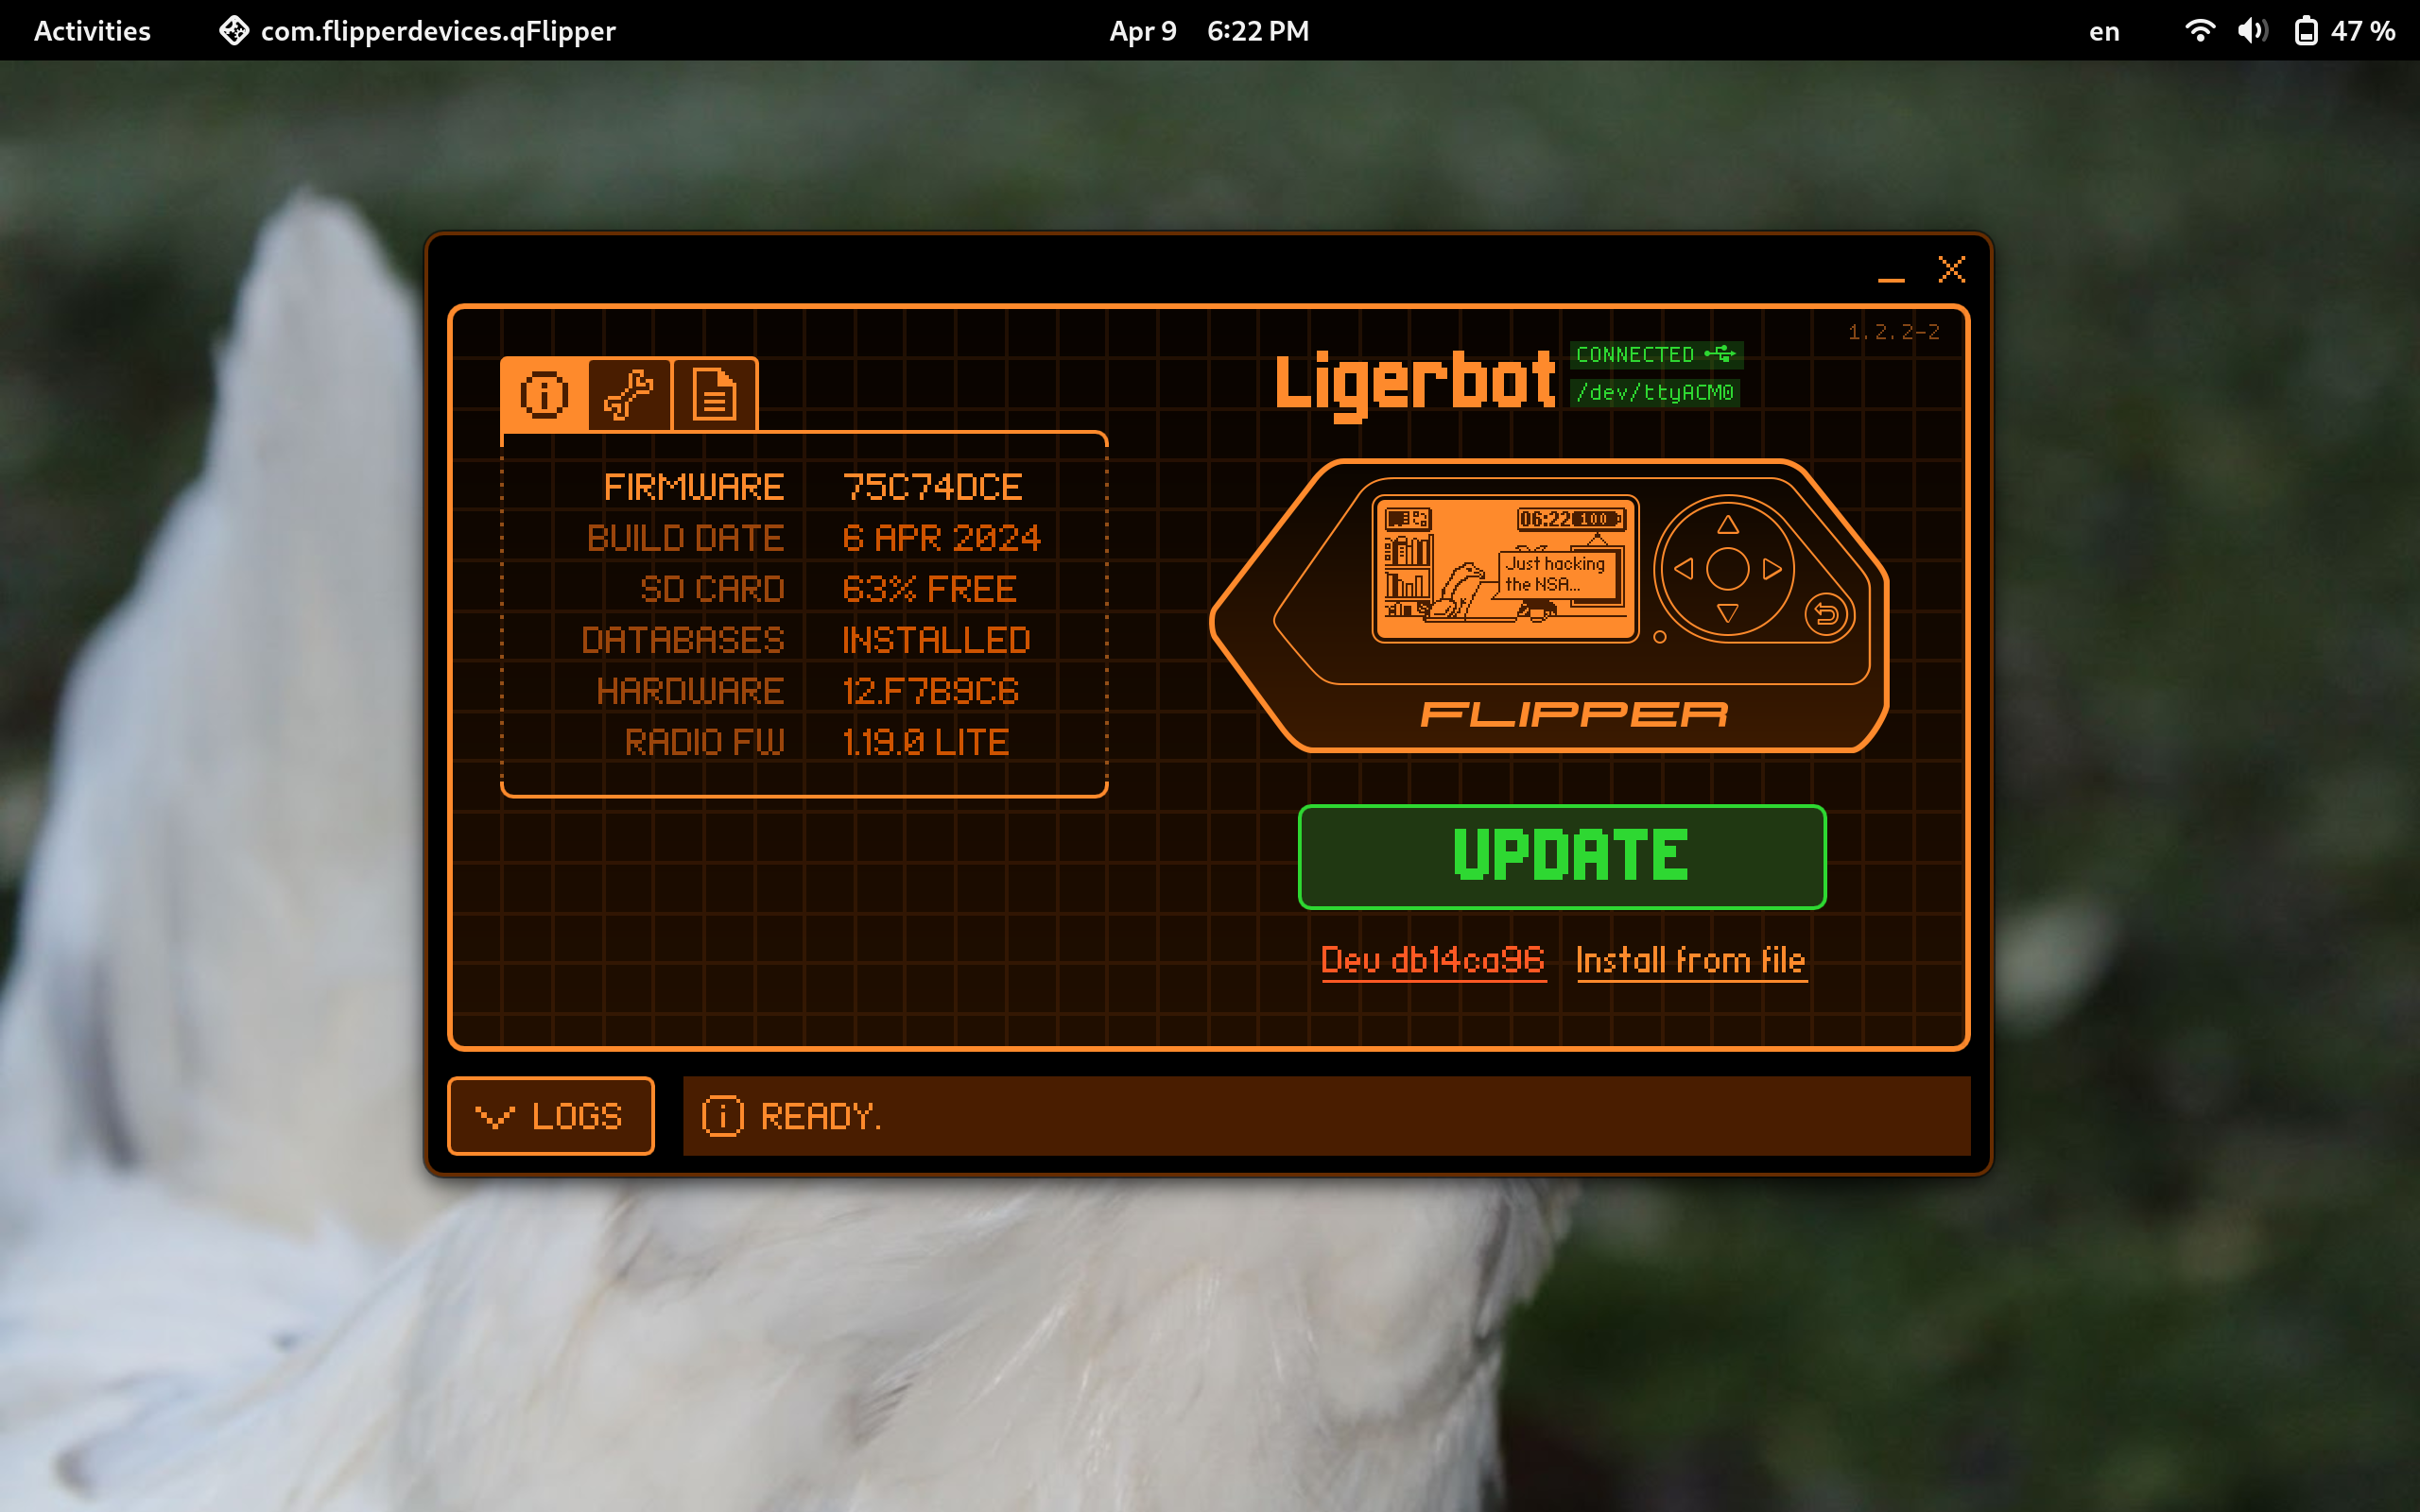 Activities com.flipperdevices.qFlipper Apr 9 6:22 PM en 47 %
1.2.2-2
Ligerbot
CONNECTED
/dev/ttyACM0
FIRMWARE 75C74DCE
BUILD DATE 6 APR 2024
SD CARD 63% FREE
DATABASES INSTALLED
HARDWARE 12.F7B9C6
RADIO FW 1.19.0 LITE
06:22 100
Just hacking
the NSA...
FLIPPER
UPDATE
Dev db14ca96 Install from file
LOGS
READY.